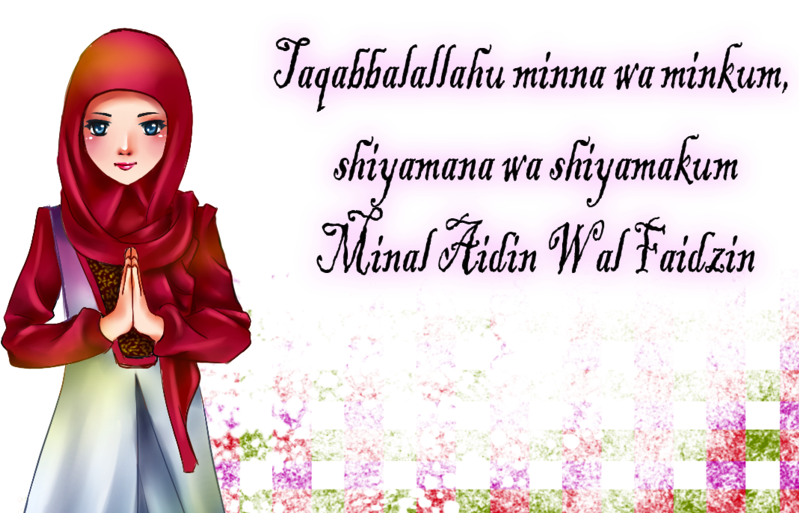 Taqabbalallahu minna wa minkum,
shiyamana wa shiyamakum
Minal Aidin Wal Faidzin